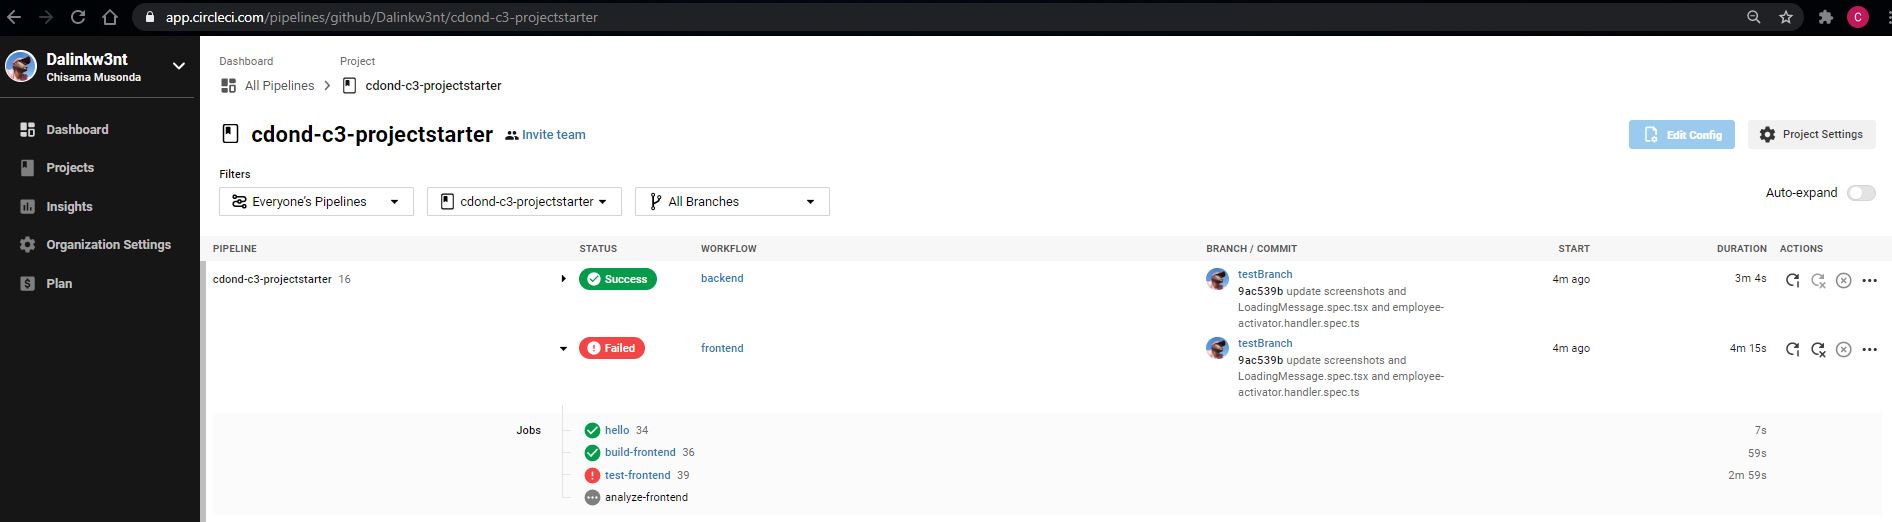 app.circleci.com/pipelines/github/Dalinkw3nt/cdond-c3-projectstarter
C
Dalinkw3nt
Chisama Musonda
Dashboard
Projects
Insights
Organization Settings
Plan
Dashboard Project
All Pipelines > cdond-c3-projectstarter
cdond-c3-projectstarter Invite team
Edit Config Project Settings
Filters
Everyone's Pipelines cdond-c3-projectstarter All Branches
Auto-expand
PIPELINE STATUS WORKFLOW BRANCH / COMMIT START DURATION ACTIONS
cdond-c3-projectstarter 16 Success backend testBranch 4m ago 3m 4s
9ac539b update screenshots and
LoadingMessage.spec.tsx and employee-
activator.handler.spec.ts
Failed frontend testBranch 4m ago 4m 15s
9ac539b update screenshots and
LoadingMessage.spec.tsx and employee-
activator.handler.spec.ts
Jobs hello 34 7s
build-frontend 36 59s
test-frontend 39 2m 59s
analyze-frontend